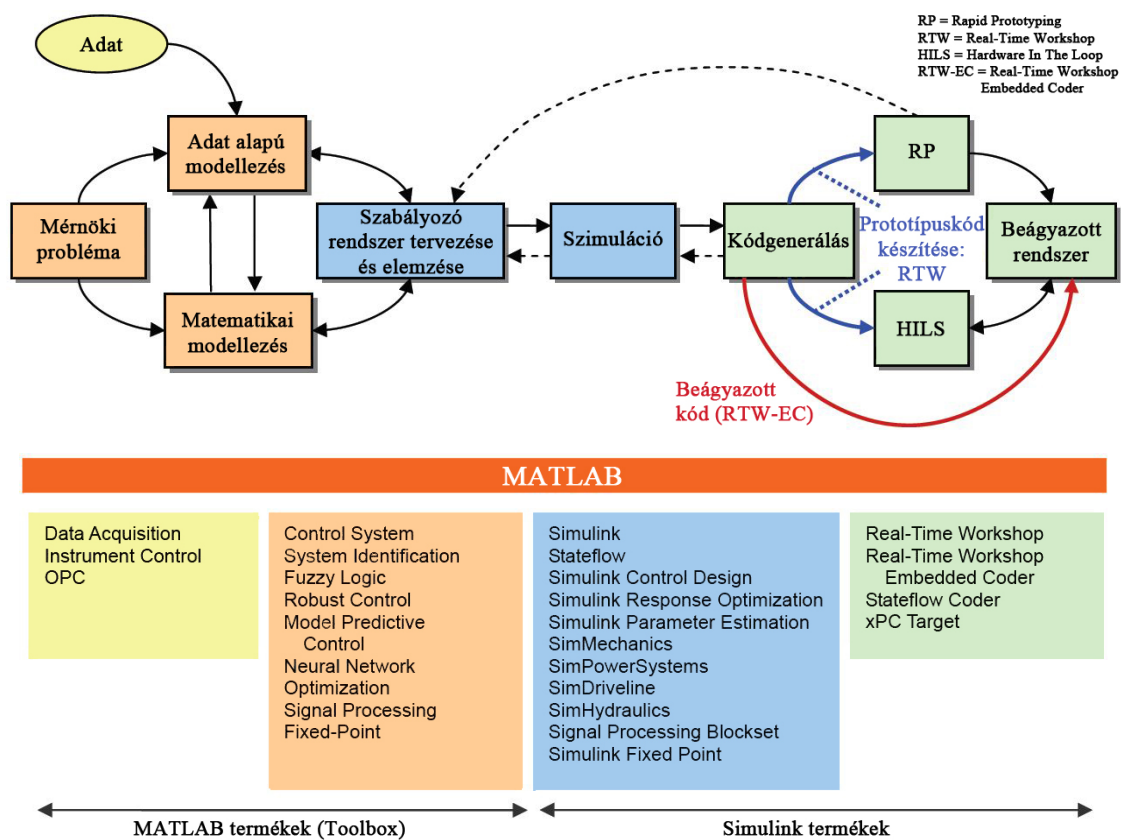 Adat
RP = Rapid Prototyping
RTW = Real-Time Workshop
HILS = Hardware In The Loop
RTW-EC = Real-Time Workshop
Embedded Coder
Adat alapú
modellezés
RP
Mérnöki
probléma
Szabályozó
rendszer tervezése
és elemzése
Szimuláció
Kódgenerálás
Prototípuskód
készítése:
RTW
Beágyazott
rendszer
Matematikai
modellezés
HILS
Beágyazott
kód (RTW-EC)
MATLAB
Data Acquisition
Instrument Control
OPC
Control System
System Identification
Fuzzy Logic
Robust Control
Model Predictive
Control
Neural Network
Optimization
Signal Processing
Fixed-Point
Simulink
Stateflow
Simulink Control Design
Simulink Response Optimization
Simulink Parameter Estimation
SimMechanics
SimPowerSystems
SimDriveline
SimHydraulics
Signal Processing Blockset
Simulink Fixed Point
Real-Time Workshop
Real-Time Workshop
Embedded Coder
Stateflow Coder
xPC Target
MATLAB termékek (Toolbox)
Simulink termékek